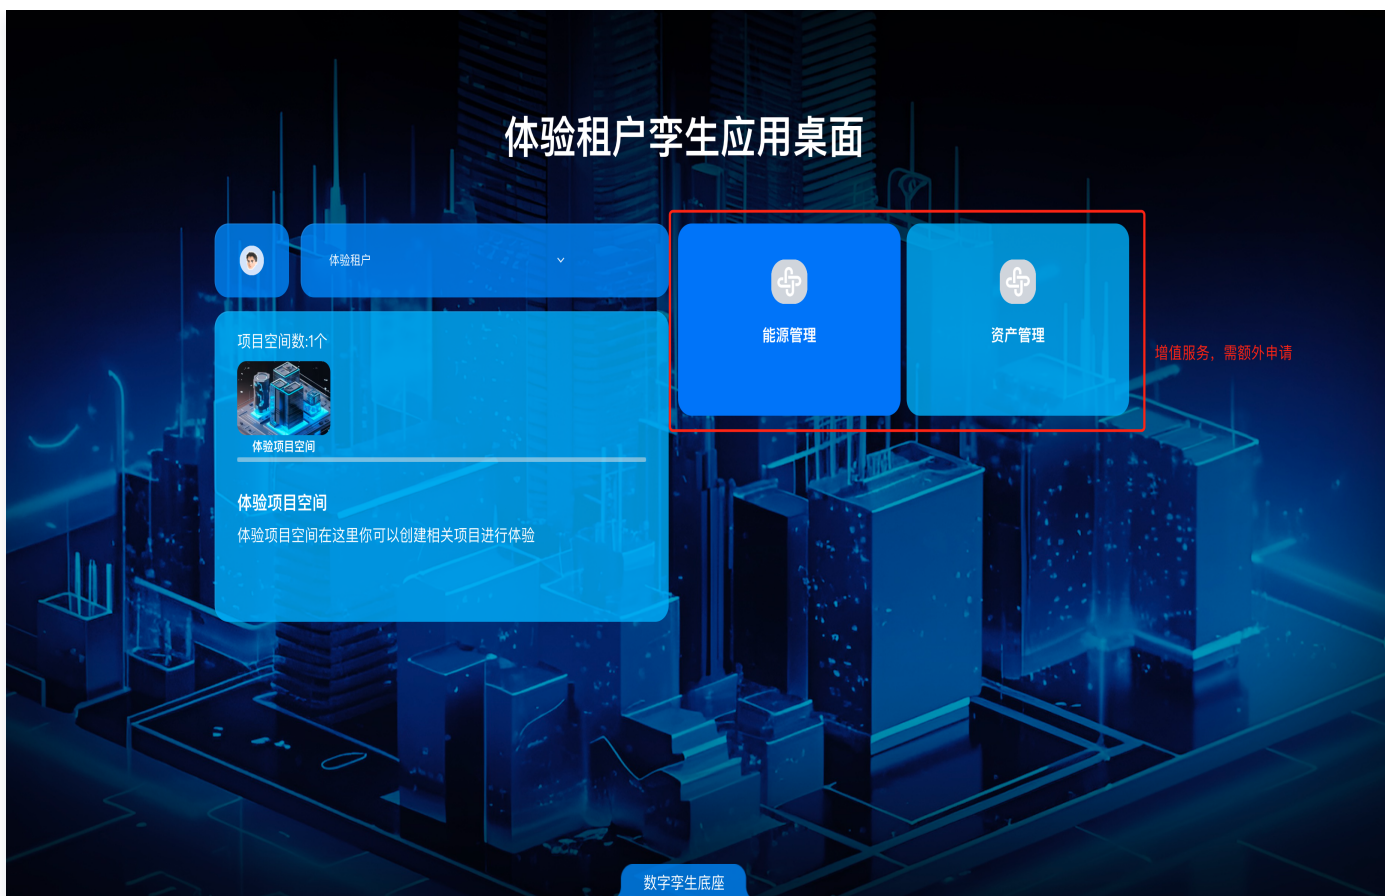 体验租户孪生应用桌面
体验租户
项目空间数:1个
体验项目空间
体验项目空间
体验项目空间在这里你可以创建相关项目进行体验
能源管理
资产管理
增值服务，需额外申请
数字孪生底座